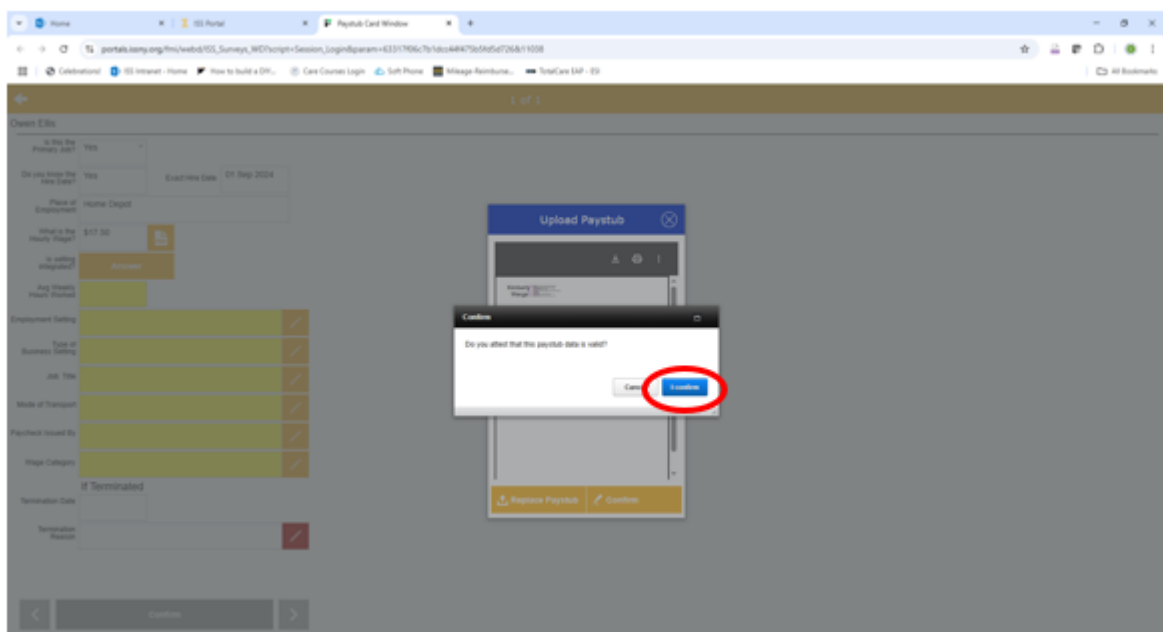 Home
ISS Portal
Paystub Card Window
portals.issny.org/fmi/webd/ISS_Surveys_WD?script=Session_Login&param=
Celebrations!
ISS Intranet - Home
How to build a DIY...
Care Courses Login
Soft Phone
Mileage Reimburse...
TotalCare EAP - ESI
All Bookmarks
1 of 1
Owen Ellis
Is this the
Primary Job?
Yes
Do you know the
Hire Date?
Yes
Exact Hire Date
01 Sep 2024
Place of
Employment
Home Depot
What is the
Hourly Wage?
$17.50
Is setting
integrated?
Answer
Avg Weekly
Hours Worked
Employment Setting
Type of
Business Setting
Job Title
Mode of Transport
Paycheck Issued By
Wage Category
If Terminated
Termination Date
Termination
Reason
Confirm
Upload Paystub
Kimberly
Marge
Confirm
Do you attest that this paystub data is valid?
I confirm
Replace Paystub
Confirm